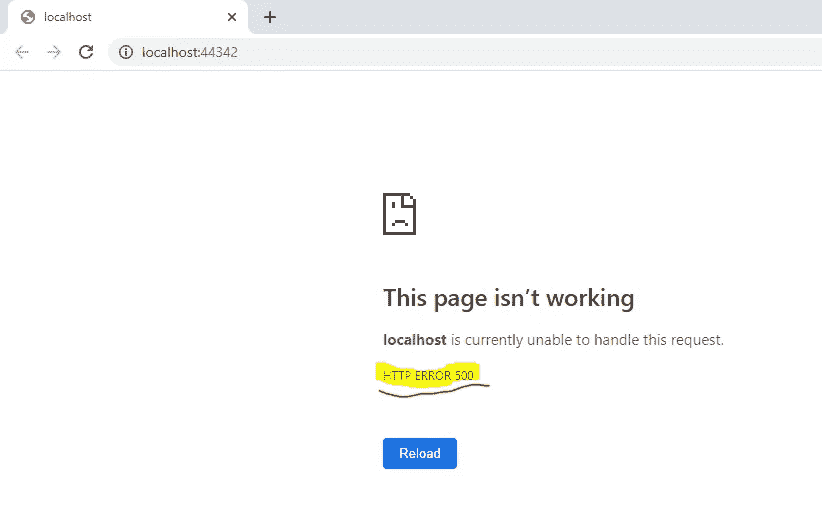 localhost
localhost:44342
This page isn't working
localhost is currently unable to handle this request.
HTTP ERROR 500
Reload